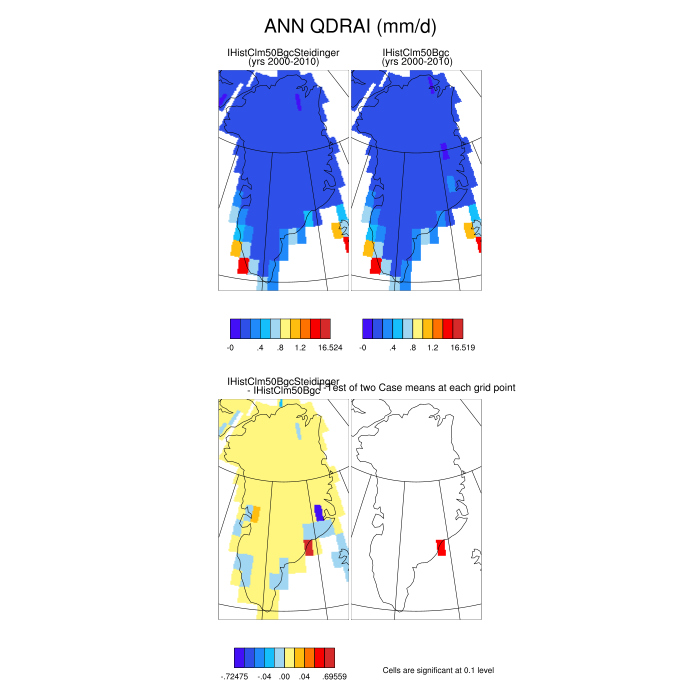 ANN QDRAI (mm/d)
IHistClm50BgcSteidinger
(yrs 2000-2010)
IHistClm50Bgc
(yrs 2000-2010)
-0 .4 .8 1.2 16.524
-0 .4 .8 1.2 16.519
IHistClm50BgcSteidinger
- IHistClm50Bgc
T-Test of two Case means at each grid point
-.72475 -.04 .00 .04 .69559
Cells are significant at 0.1 level